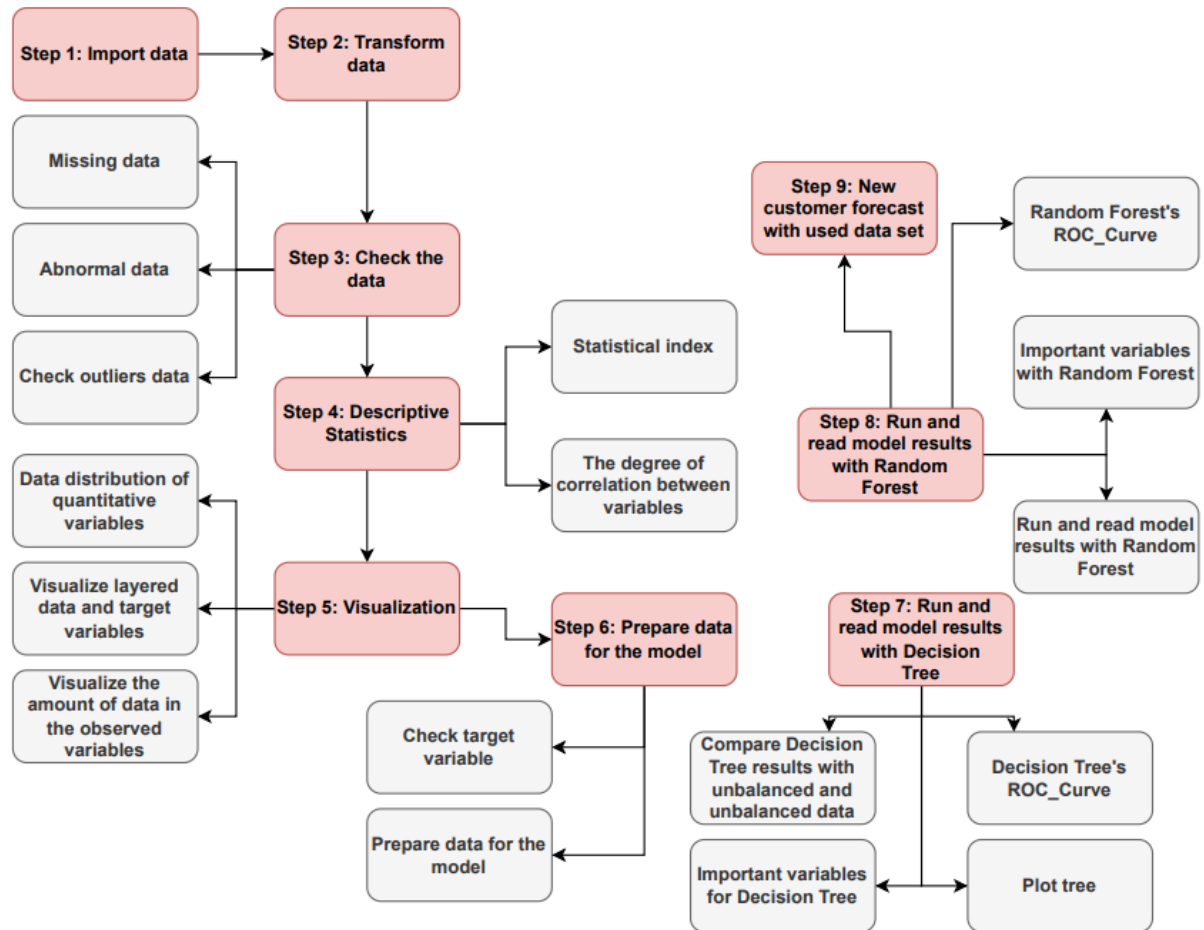 Step 1: Import data
Step 2: Transform
data
Missing data
Abnormal data
Check outliers data
Step 3: Check the
data
Step 4: Descriptive
Statistics
Statistical index
The degree of
correlation between
variables
Data distribution of
quantitative
variables
Visualize layered
data and target
variables
Visualize the
amount of data in
the observed
variables
Step 5: Visualization
Step 6: Prepare data
for the model
Check target
variable
Prepare data for the
model
Step 7: Run and
read model results
with Decision
Tree
Compare Decision
Tree results with
unbalanced and
unbalanced data
Decision Tree's
ROC_Curve
Important variables
for Decision Tree
Plot tree
Step 8: Run and
read model results
with Random
Forest
Random Forest's
ROC_Curve
Important variables
with Random Forest
Run and read model
results with Random
Forest
Step 9: New
customer forecast
with used data set